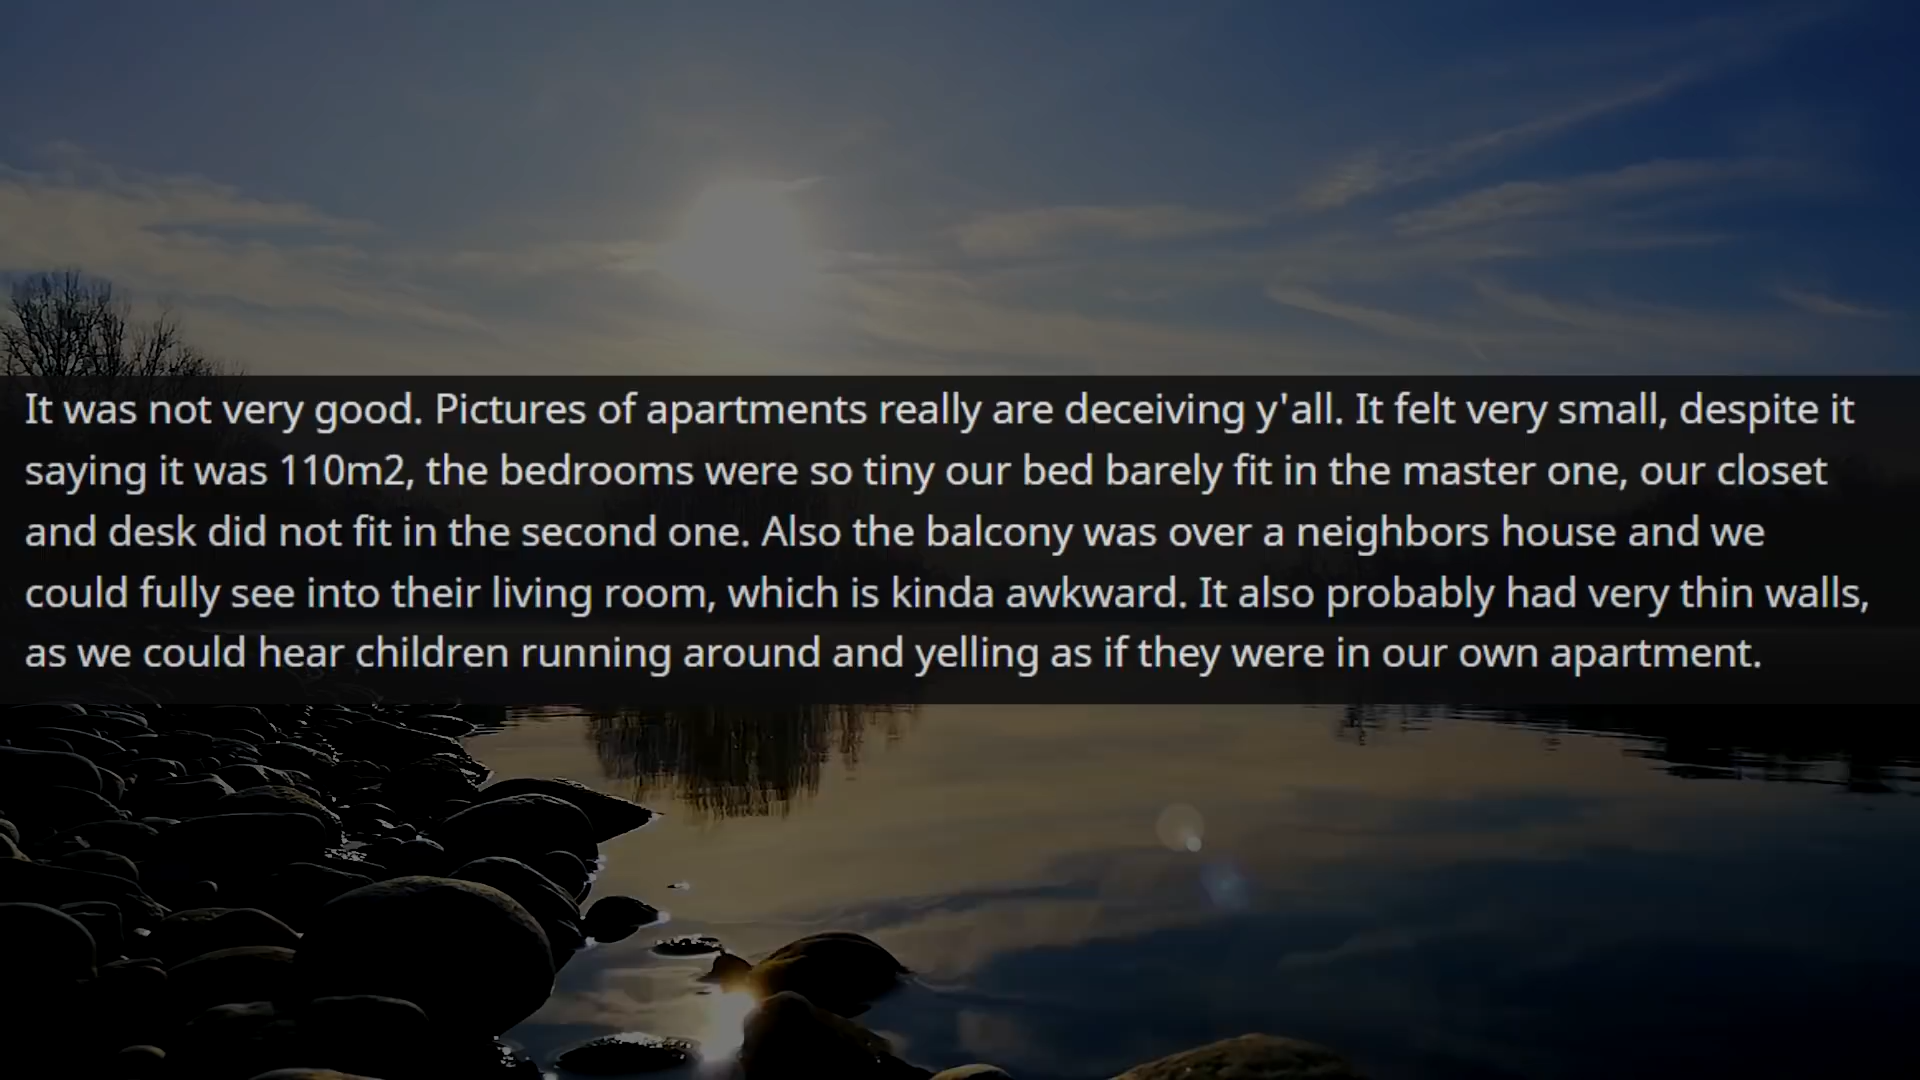 It was not very good. Pictures of apartments really are deceiving y'all. It felt very small, despite it
saying it was 110m2, the bedrooms were so tiny our bed barely fit in the master one, our closet
and desk did not fit in the second one. Also the balcony was over a neighbors house and we
could fully see into their living room, which is kinda awkward. It also probably had very thin walls,
as we could hear children running around and yelling as if they were in our own apartment.